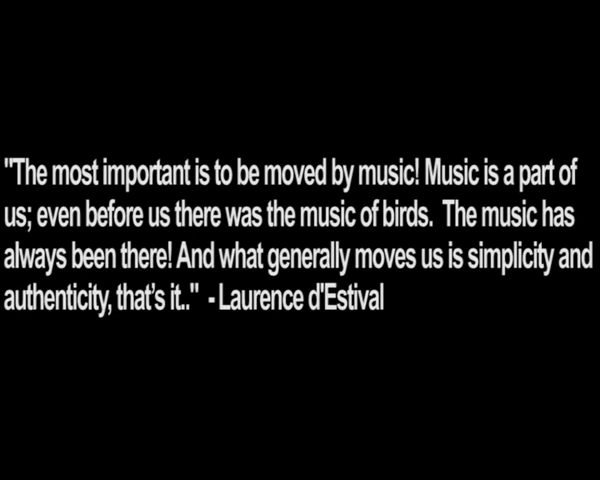 "The most important is to be moved by music! Music is a part of
us; even before us there was the music of birds.  The music has
always been there! And what generally moves us is simplicity and
authenticity, that’s it.."  - Laurence d'Estival